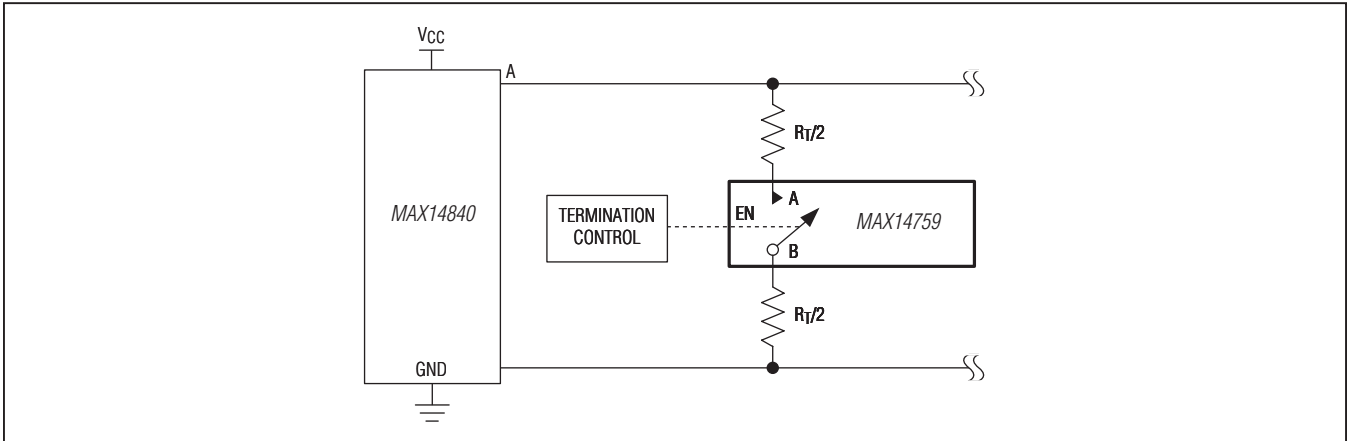 VCC
A
RT/2
MAX14840
TERMINATION
CONTROL
EN
A
MAX14759
B
RT/2
GND